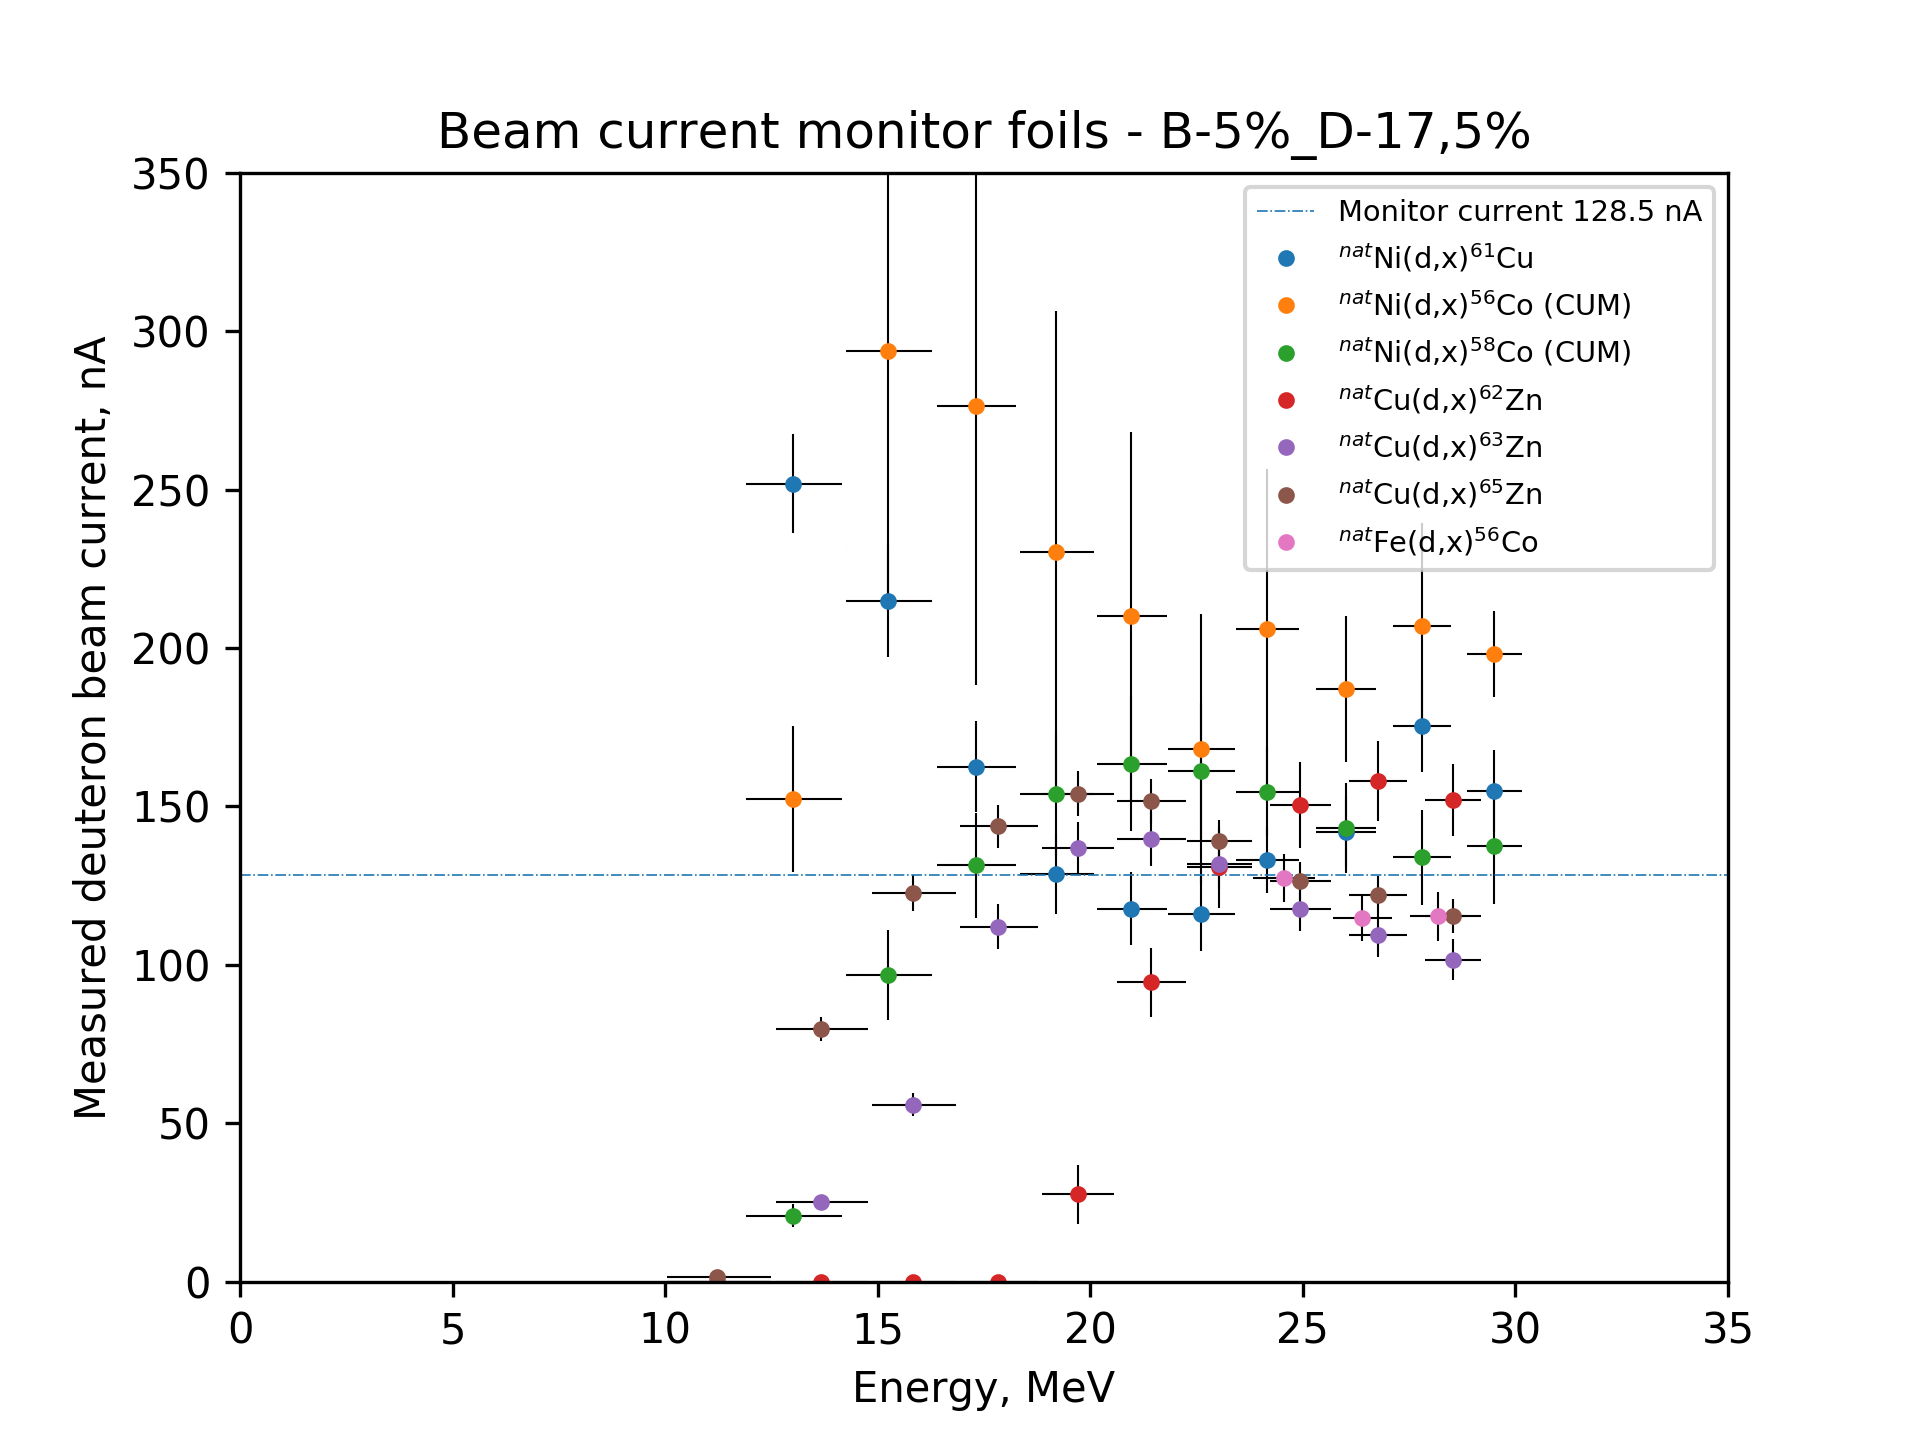 Beam current monitor foils - B-5%_D-17,5%
Measured deuteron beam current, nA
350
300
250
200
150
100
50
0
Monitor current 128.5 nA
natNi(d,x)61Cu
natNi(d,x)56Co (CUM)
natNi(d,x)58Co (CUM)
natCu(d,x)62Zn
natCu(d,x)63Zn
natCu(d,x)65Zn
natFe(d,x)56Co
0 5 10 15 20 25 30 35
Energy, MeV